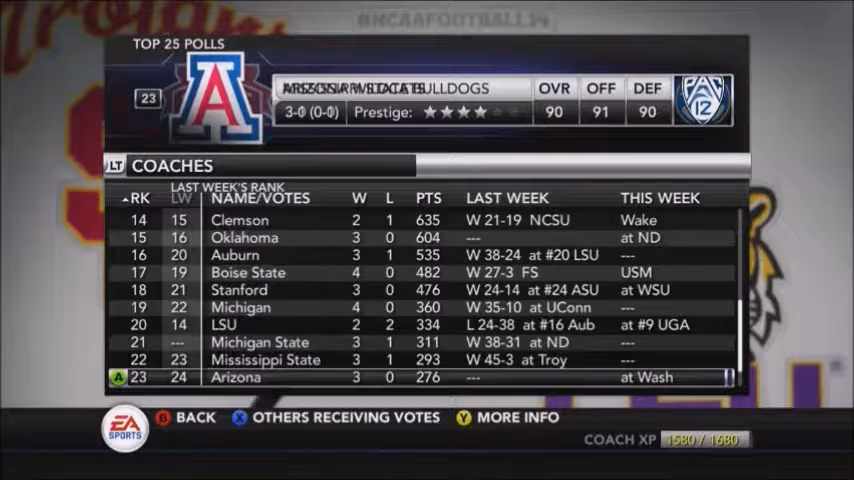 #NCAAFOOTBALL14
Trojans
TOP 25 POLLS
23
A
BULLDOGS
OVR OFF DEF
3-0 (0-0) Prestige:
90 91 90
PAC 12
LT COACHES
LAST WEEK'S RANK
RK LW NAME/VOTES W L PTS LAST WEEK THIS WEEK
14 15 Clemson 2 1 635 W 21-19 NCSU Wake
15 16 Oklahoma 3 0 604 --- at ND
16 20 Auburn 3 1 535 W 38-24 at #20 LSU ---
17 19 Boise State 4 0 482 W 27-3 FS USM
18 21 Stanford 3 0 476 W 24-14 at #24 ASU at WSU
19 22 Michigan 4 0 360 W 35-10 at UConn ---
20 14 LSU 2 2 334 L 24-38 at #16 Aub at #9 UGA
21 --- Michigan State 3 1 311 W 38-31 at ND ---
22 23 Mississippi State 3 1 293 W 45-3 at Troy ---
A 23 24 Arizona 3 0 276 --- at Wash
EA SPORTS B BACK X OTHERS RECEIVING VOTES Y MORE INFO
COACH XP 1580 / 1680